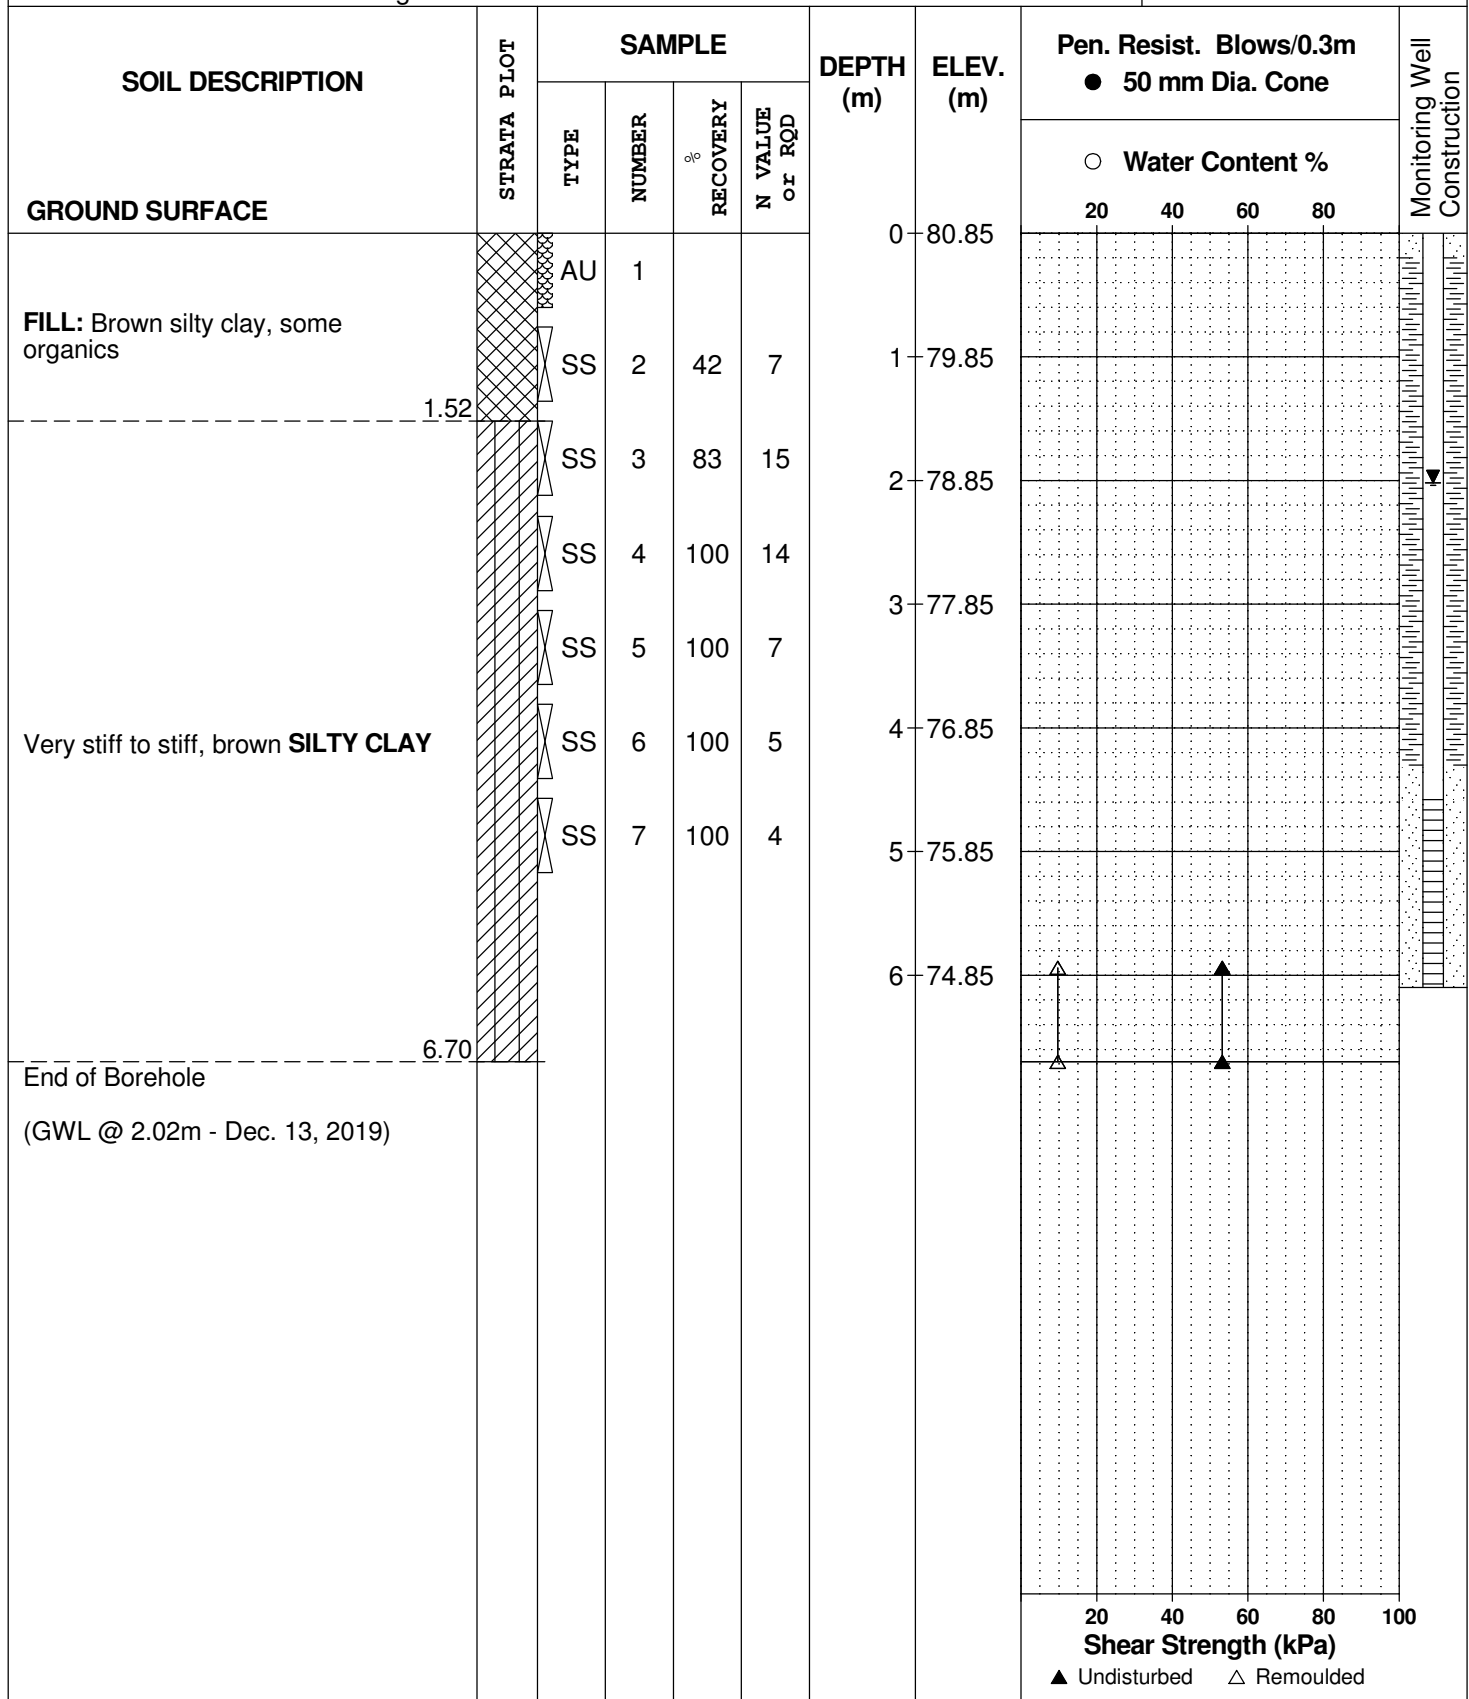 SOIL DESCRIPTION
GROUND SURFACE
STRATA PLOT
SAMPLE
TYPE
NUMBER
%
RECOVERY
N VALUE
or RQD
DEPTH
(m)
ELEV.
(m)
Pen. Resist. Blows/0.3m
● 50 mm Dia. Cone
○ Water Content %
20 40 60 80
Monitoring Well
Construction
0 80.85
AU 1
FILL: Brown silty clay, some
organics
SS 2 42 7
1 79.85
1.52
SS 3 83 15
2 78.85
SS 4 100 14
3 77.85
SS 5 100 7
4 76.85
Very stiff to stiff, brown SILTY CLAY
SS 6 100 5
SS 7 100 4
5 75.85
6 74.85
6.70
End of Borehole
(GWL @ 2.02m - Dec. 13, 2019)
20 40 60 80 100
Shear Strength (kPa)
▲ Undisturbed △ Remoulded